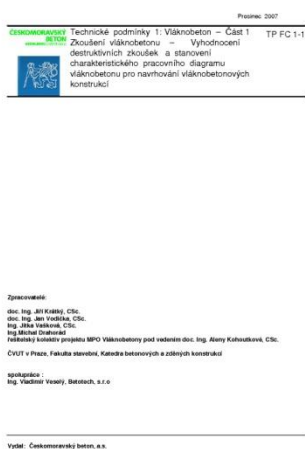 Prosinec 2007
ČESKOMORAVSKÝ
BETON
Technické podmínky 1: Vláknobeton – Část 1
TP FC 1-1
Zkoušení vláknobetonu – Vyhodnocení
destruktivních zkoušek a stanovení
charakteristického pracovního diagramu
vláknobetonu pro navrhování vláknobetonových
konstrukcí
Zpracovatelé:
doc. Ing. Jiří Krátký, CSc.
doc. Ing. Jan Vodička, CSc.
Ing. Jitka Vašková, CSc.
Ing.Michal Drahorád
řešitelský kolektiv projektu MPO Vláknobetony pod vedením doc. Ing. Aleny Kohoutkové, CSc.
ČVUT v Praze, Fakulta stavební, Katedra betonových a zděných konstrukcí
spolupráce :
Ing. Vladimír Veselý, Betotech, s.r.o
Vydal: Českomoravský beton, a.s.